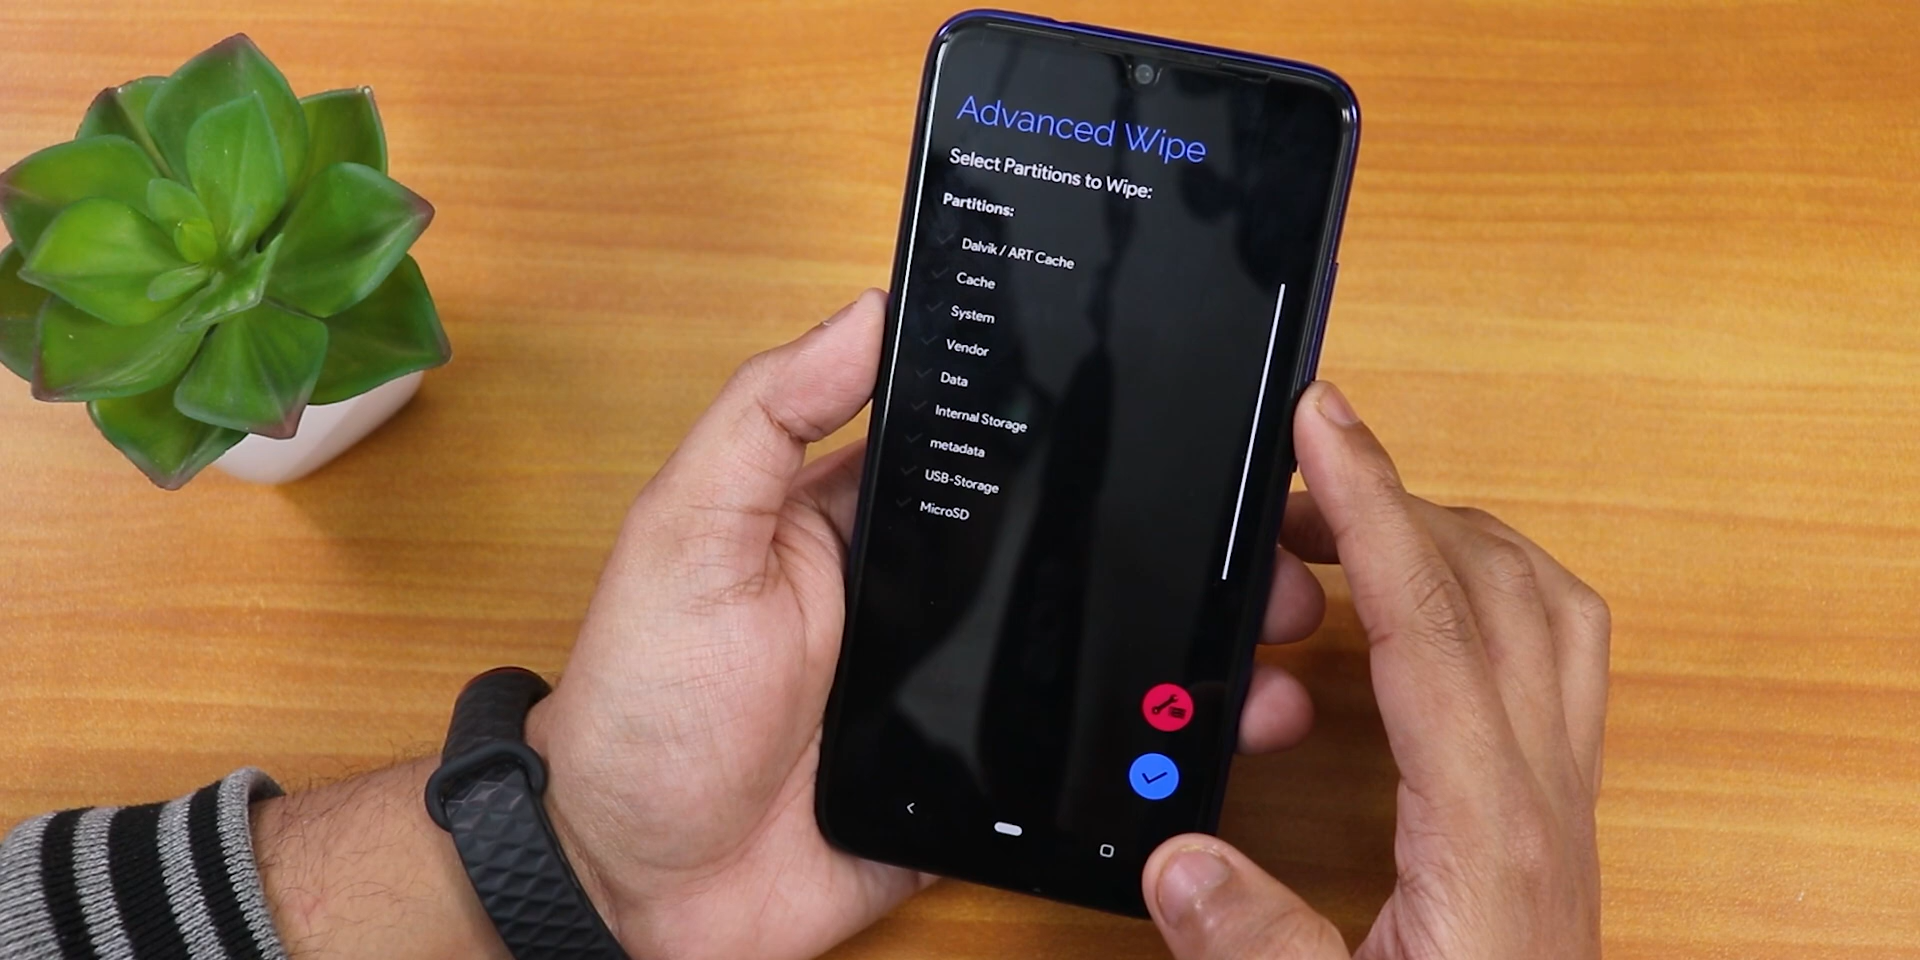 Advanced Wipe
Select Partitions to Wipe:
Partitions:
Dalvik / ART Cache
Cache
System
Vendor
Data
Internal Storage
metadata
USB-Storage
MicroSD